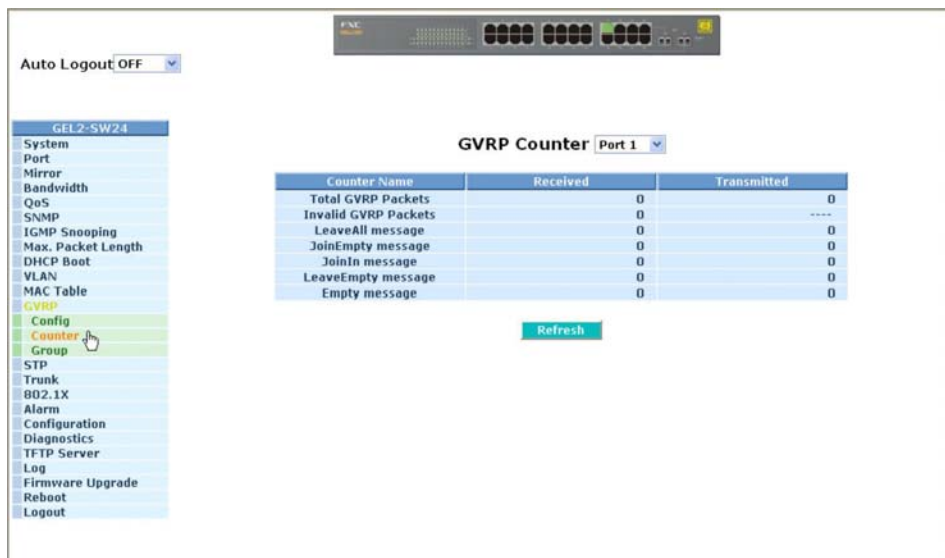 FXC
Auto Logout OFF
GEL2-SW24
System
Port
Mirror
Bandwidth
QoS
SNMP
IGMP Snooping
Max. Packet Length
DHCP Boot
VLAN
MAC Table
GVRP
Config
Counter
Group
STP
Trunk
802.1X
Alarm
Configuration
Diagnostics
TFTP Server
Log
Firmware Upgrade
Reboot
Logout
GVRP Counter Port 1
Counter Name Received Transmitted
Total GVRP Packets 0 0
Invalid GVRP Packets 0 ----
LeaveAll message 0 0
JoinEmpty message 0 0
JoinIn message 0 0
LeaveEmpty message 0 0
Empty message 0 0
Refresh